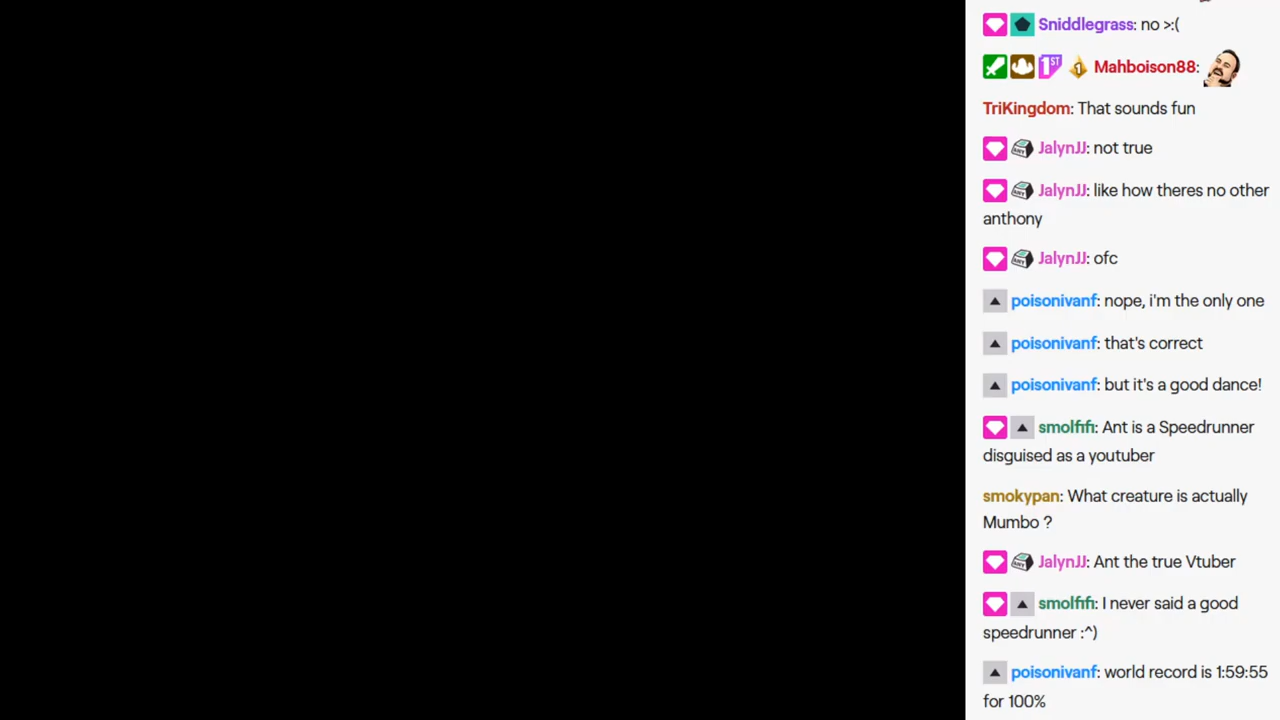 Sniddlegrass: no >:(
1ST 1 Mahboison88:
TriKingdom: That sounds fun
JalynJJ: not true
JalynJJ: like how theres no other
anthony
JalynJJ: ofc
poisonivanf: nope, i'm the only one
poisonivanf: that's correct
poisonivanf: but it's a good dance!
smolfifi: Ant is a Speedrunner
disguised as a youtuber
smokypan: What creature is actually
Mumbo ?
JalynJJ: Ant the true Vtuber
smolfifi: I never said a good
speedrunner :^)
poisonivanf: world record is 1:59:55
for 100%